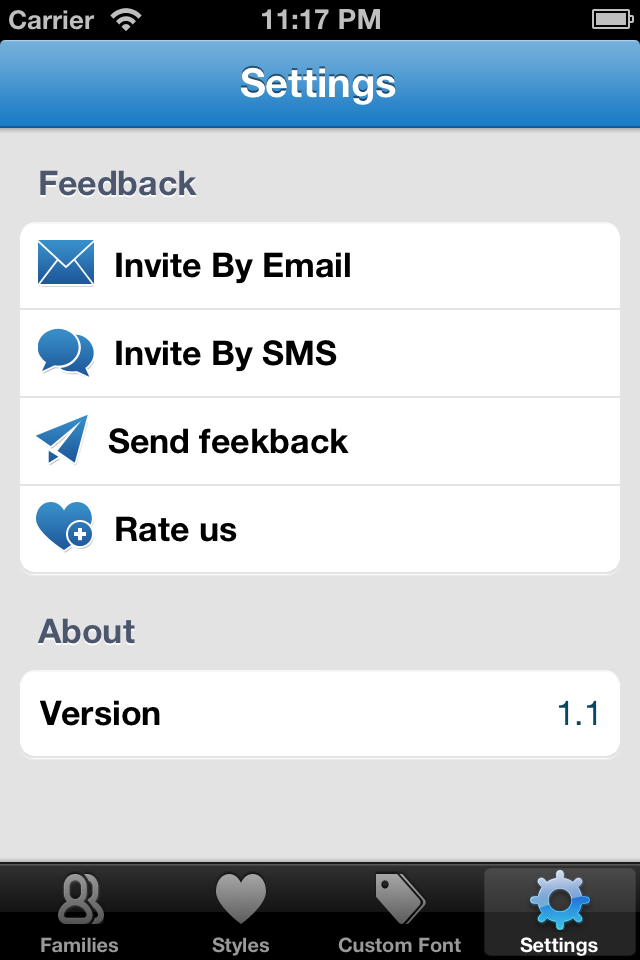 Carrier 11:17 PM
Settings
Feedback
Invite By Email
Invite By SMS
Send feekback
Rate us
About
Version 1.1
Families Styles Custom Font Settings